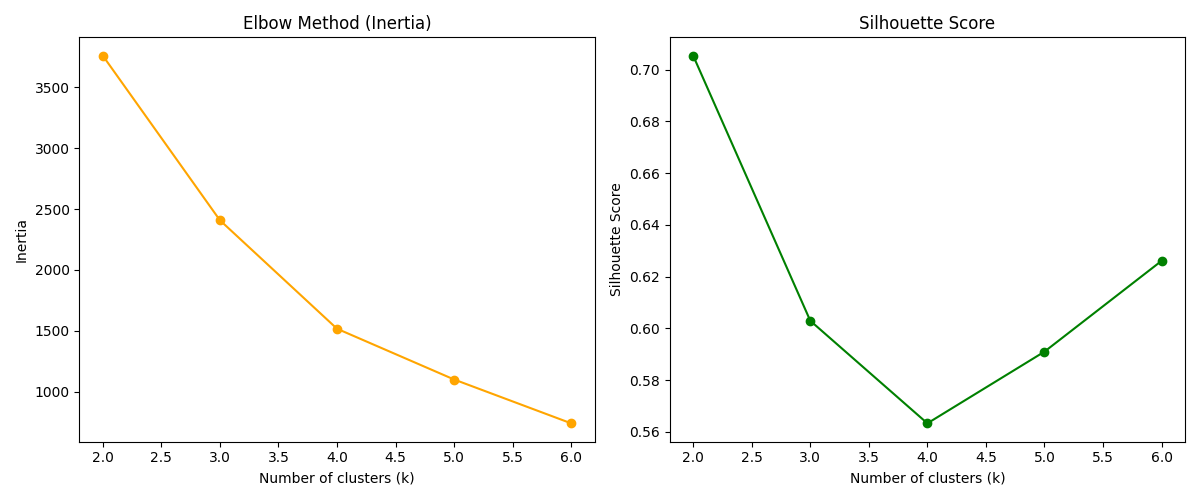 Elbow Method (Inertia)
3500
3000
2500
2000
1500
1000
Inertia
2.0 2.5 3.0 3.5 4.0 4.5 5.0 5.5 6.0
Number of clusters (k)
Silhouette Score
0.70
0.68
0.66
0.64
0.62
0.60
0.58
0.56
Silhouette Score
2.0 2.5 3.0 3.5 4.0 4.5 5.0 5.5 6.0
Number of clusters (k)